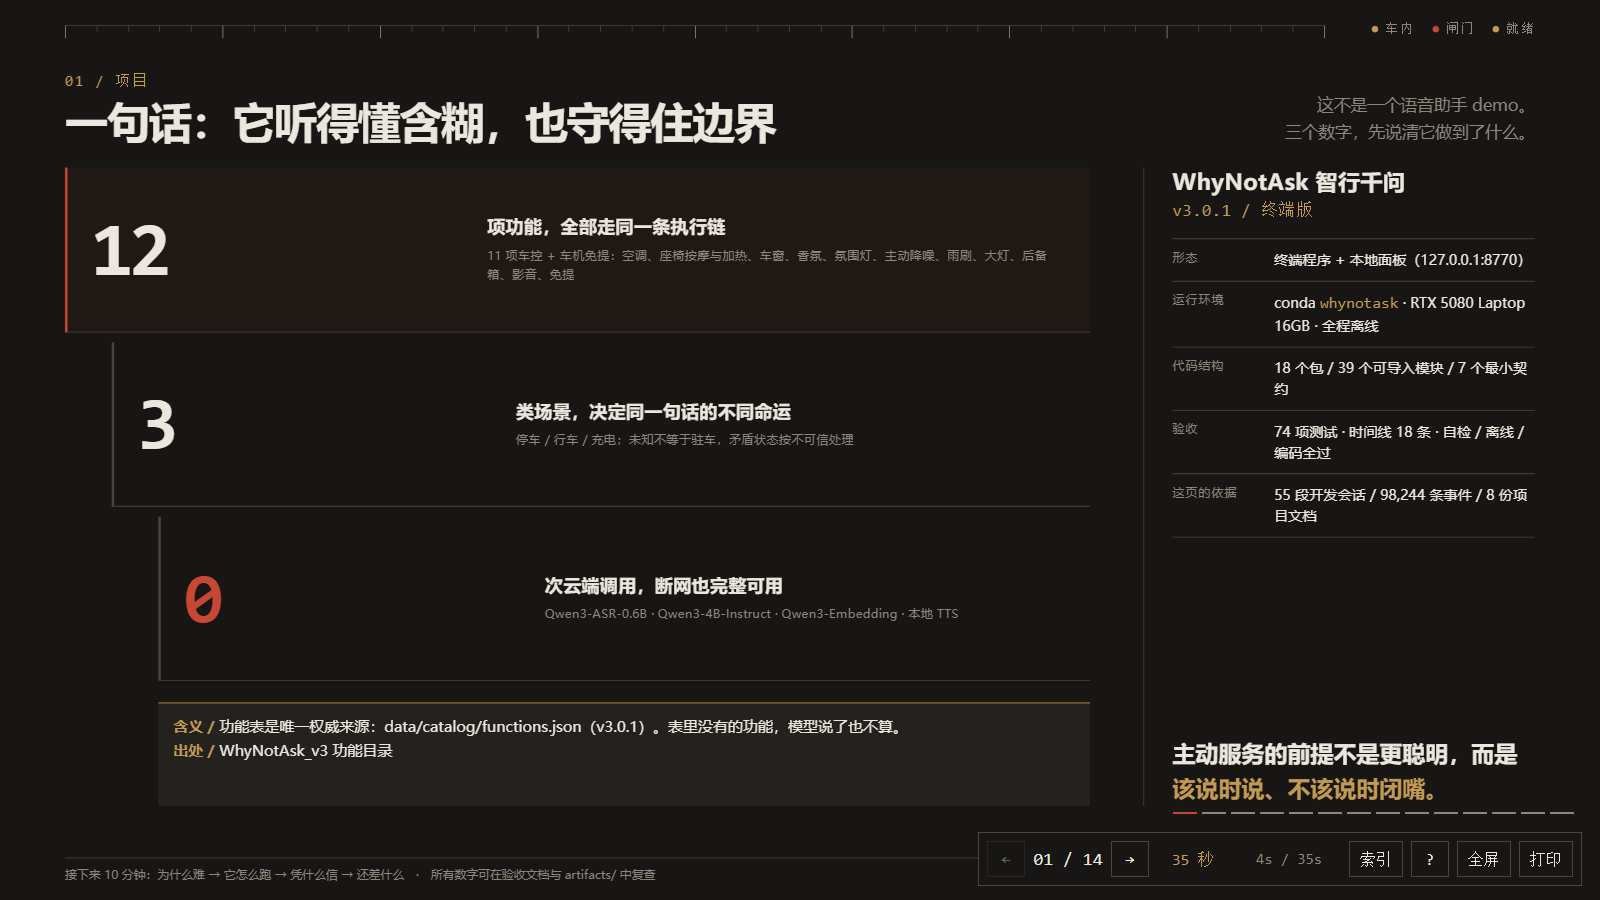 车内 闸门 就绪
01 / 项目
一句话：它听得懂含糊，也守得住边界
这不是一个语音助手 demo。
三个数字，先说清它做到了什么。
12
项功能，全部走同一条执行链
11 项车控 + 车机免提：空调、座椅按摩与加热、车窗、香氛、氛围灯、主动降噪、雨刷、大灯、后备
箱、影音、免提
3
类场景，决定同一句话的不同命运
停车 / 行车 / 充电；未知不等于驻车，矛盾状态按不可信处理
0
次云端调用，断网也完整可用
Qwen3-ASR-0.6B · Qwen3-4B-Instruct · Qwen3-Embedding · 本地 TTS
含义 / 功能表是唯一权威来源：data/catalog/functions.json（v3.0.1）。表里没有的功能，模型说了也不算。
出处 / WhyNotAsk_v3 功能目录
WhyNotAsk 智行千问
v3.0.1 / 终端版
形态 终端程序 + 本地面板（127.0.0.1:8770）
运行环境 conda whynotask · RTX 5080 Laptop
16GB · 全程离线
代码结构 18 个包 / 39 个可导入模块 / 7 个最小契
约
验收 74 项测试 · 时间线 18 条 · 自检 / 离线 /
编码全过
这页的依据 55 段开发会话 / 98,244 条事件 / 8 份项
目文档
主动服务的前提不是更聪明，而是
该说时说、不该说时闭嘴。
接下来 10 分钟：为什么难 → 它怎么跑 → 凭什么信 → 还差什么 · 所有数字可在验收文档与 artifacts/ 中复查
← 01 / 14 → 35 秒 4s / 35s 索引 ? 全屏 打印